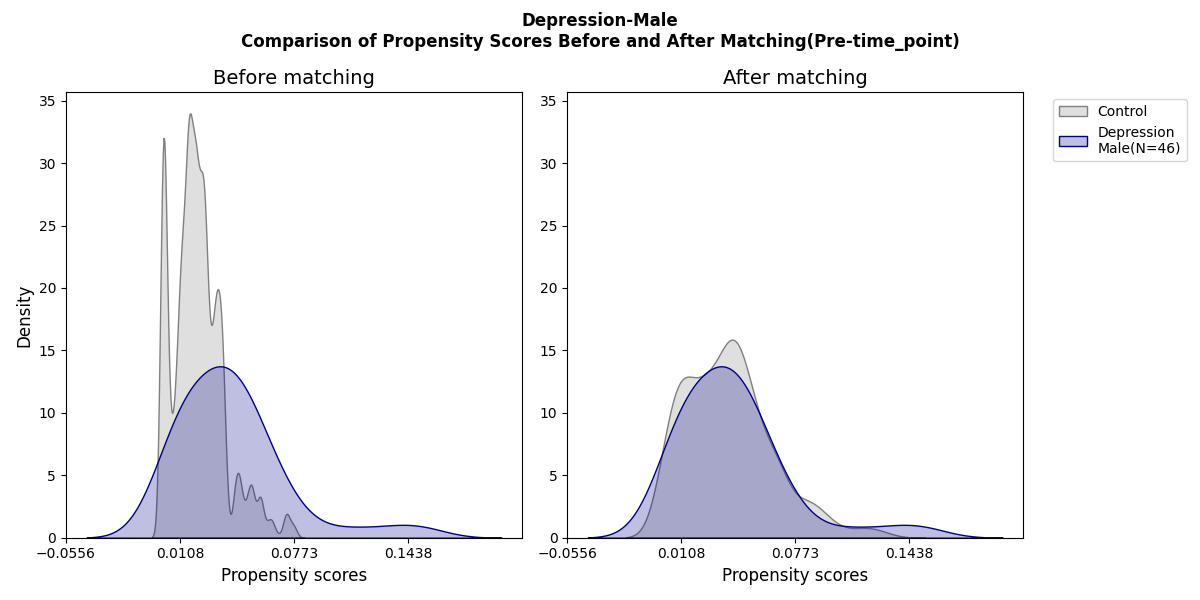 Depression-Male
Comparison of Propensity Scores Before and After Matching(Pre-time_point)
Before matching
35
30
25
20
15
10
5
0
Density
−0.0556
0.0108
0.0773
0.1438
Propensity scores
After matching
35
30
25
20
15
10
5
0
−0.0556
0.0108
0.0773
0.1438
Propensity scores
Control
Depression
Male(N=46)